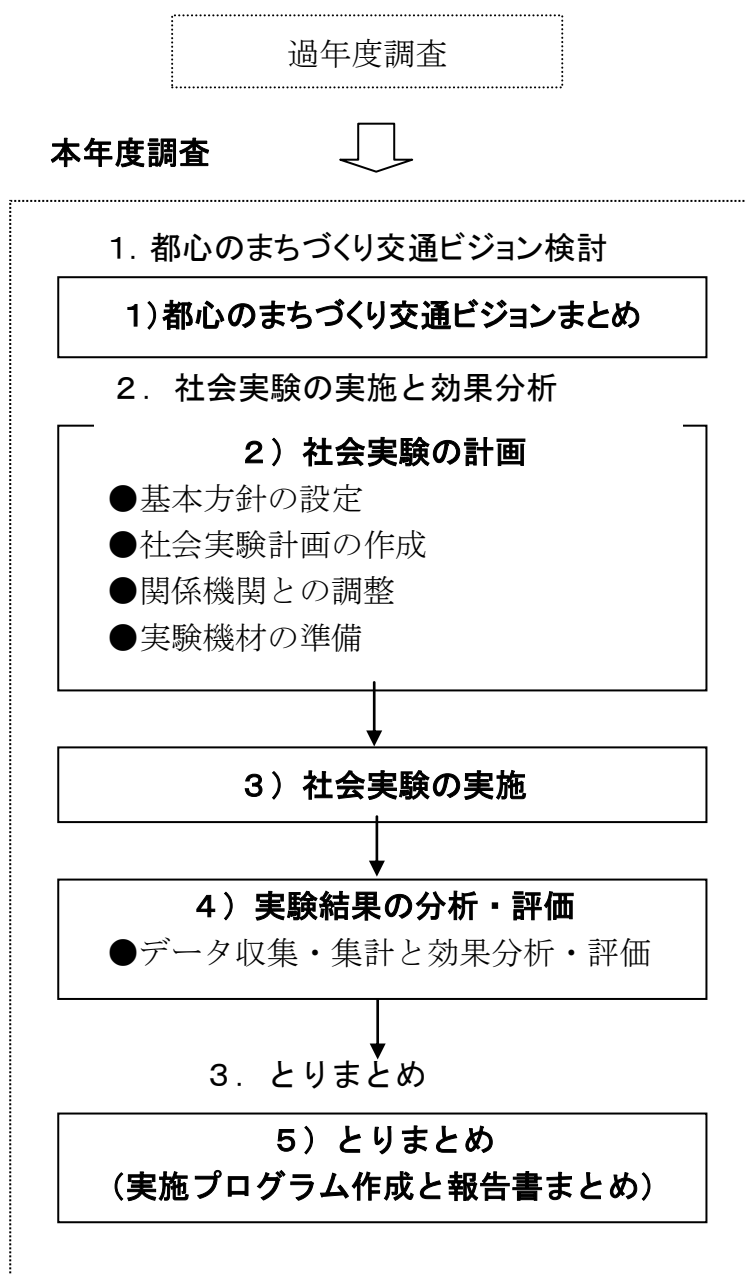 過年度調査
本年度調査
1. 都心のまちづくり交通ビジョン検討
1)都心のまちづくり交通ビジョンまとめ
２．社会実験の実施と効果分析
２）社会実験の計画
●基本方針の設定
●社会実験計画の作成
●関係機関との調整
●実験機材の準備
３）社会実験の実施
４）実験結果の分析・評価
●データ収集・集計と効果分析・評価
３．とりまとめ
５）とりまとめ
（実施プログラム作成と報告書まとめ）